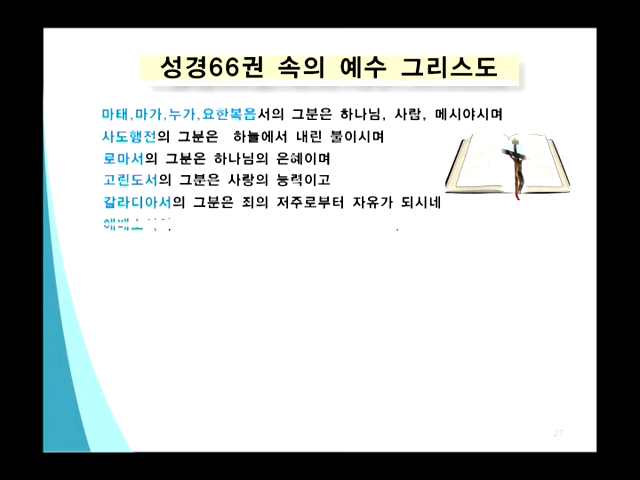 성경66권 속의 예수 그리스도
마태,마가,누가,요한복음서의 그분은 하나님, 사람, 메시야시며
사도행전의 그분은 하늘에서 내린 불이시며
로마서의 그분은 하나님의 은혜이며
고린도서의 그분은 사랑의 능력이고
갈라디아서의 그분은 죄의 저주로부터 자유가 되시네
27